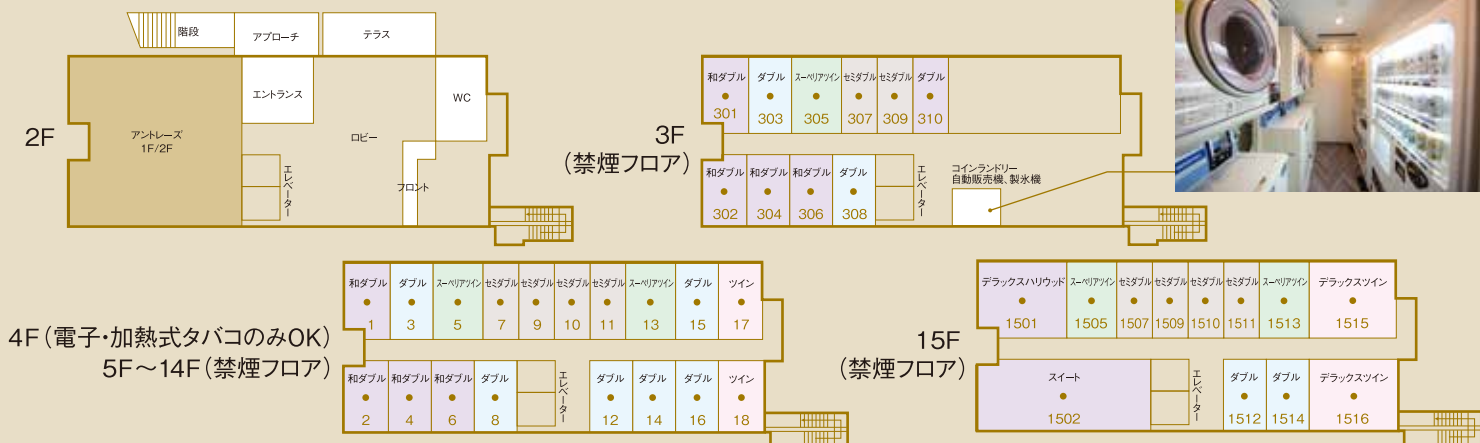 階段
アプローチ
テラス
2F
アントレーズ
1F/2F
エントランス
ロビー
WC
エレベーター
フロント
3F
(禁煙フロア)
和ダブル ダブル スーペリアツイン セミダブル セミダブル ダブル
301 303 305 307 309 310
和ダブル 和ダブル 和ダブル ダブル
302 304 306 308
エレベーター
コインランドリー
自動販売機、製氷機
4F(電子・加熱式タバコのみOK)
5F〜14F(禁煙フロア)
和ダブル ダブル スーペリアツイン セミダブル セミダブル セミダブル セミダブル スーペリアツイン ダブル ツイン
1 3 5 7 9 10 11 13 15 17
和ダブル 和ダブル 和ダブル ダブル エレベーター ダブル ダブル ダブル ツイン
2 4 6 8 12 14 16 18
15F
(禁煙フロア)
デラックスハリウッド スーペリアツイン セミダブル セミダブル セミダブル セミダブル スーペリアツイン デラックスツイン
1501 1505 1507 1509 1510 1511 1513 1515
スイート エレベーター ダブル ダブル デラックスツイン
1502 1512 1514 1516